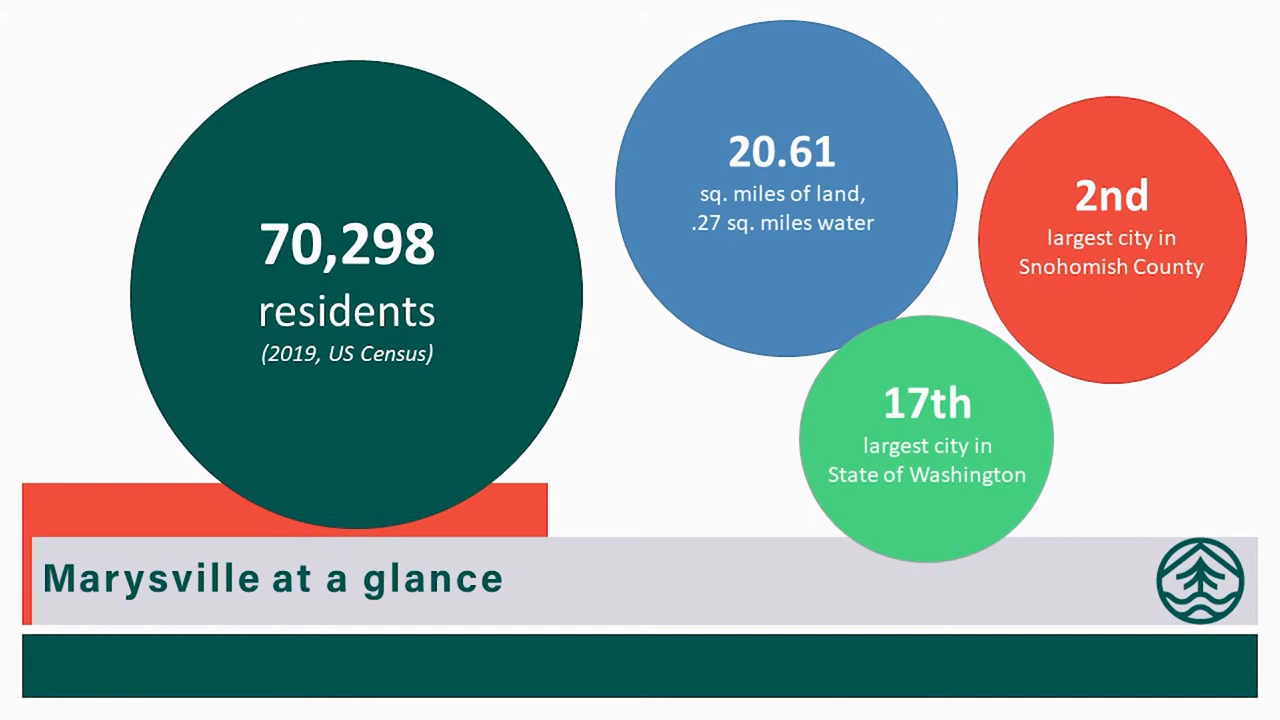 70,298
residents
(2019, US Census)
20.61
sq. miles of land,
.27 sq. miles water
2nd
largest city in
Snohomish County
17th
largest city in
State of Washington
Marysville at a glance